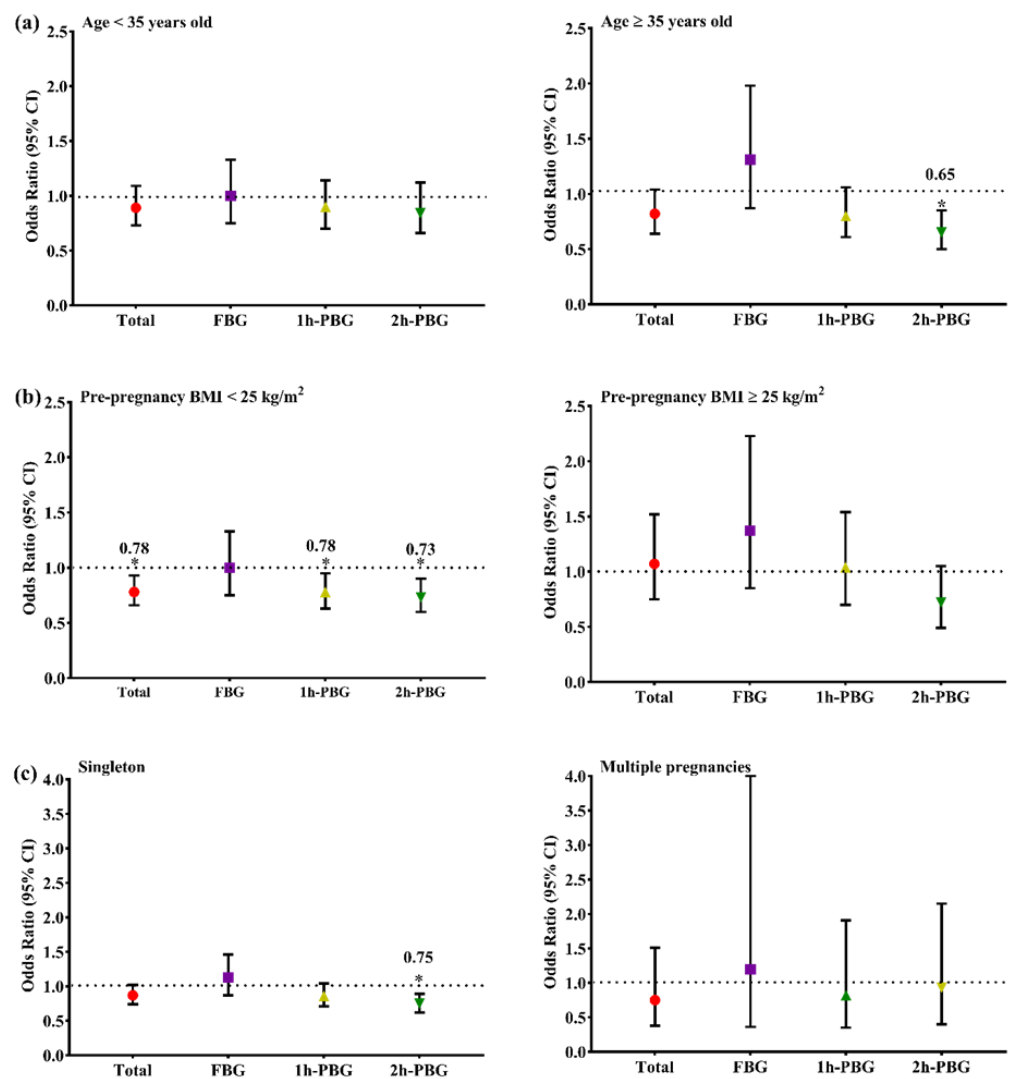 (a)
Age < 35 years old
Odds Ratio (95% CI)
2.5
2.0
1.5
1.0
0.5
0.0
Total FBG 1h-PBG 2h-PBG
Age ≥ 35 years old
Odds Ratio (95% CI)
2.5
2.0
1.5
1.0
0.5
0.0
0.65
*
Total FBG 1h-PBG 2h-PBG
(b)
Pre-pregnancy BMI < 25 kg/m²
Odds Ratio (95% CI)
2.5
2.0
1.5
1.0
0.5
0.0
0.78 0.78 0.73
* * *
Total FBG 1h-PBG 2h-PBG
Pre-pregnancy BMI ≥ 25 kg/m²
Odds Ratio (95% CI)
2.5
2.0
1.5
1.0
0.5
0.0
Total FBG 1h-PBG 2h-PBG
(c)
Singleton
Odds Ratio (95% CI)
4.0
3.5
3.0
2.5
2.0
1.5
1.0
0.5
0.0
0.75
*
Total FBG 1h-PBG 2h-PBG
Multiple pregnancies
Odds Ratio (95% CI)
4.0
3.5
3.0
2.5
2.0
1.5
1.0
0.5
0.0
Total FBG 1h-PBG 2h-PBG